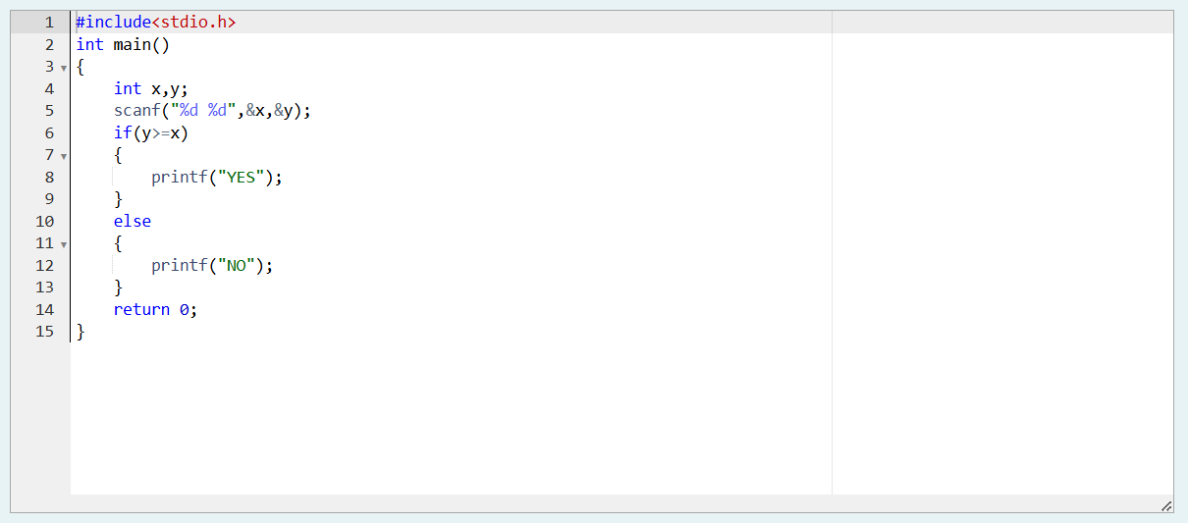 1 #include<stdio.h>
2 int main()
3 {
4     int x,y;
5     scanf("%d %d",&x,&y);
6     if(y>=x)
7     {
8         printf("YES");
9     }
10     else
11     {
12         printf("NO");
13     }
14     return 0;
15 }